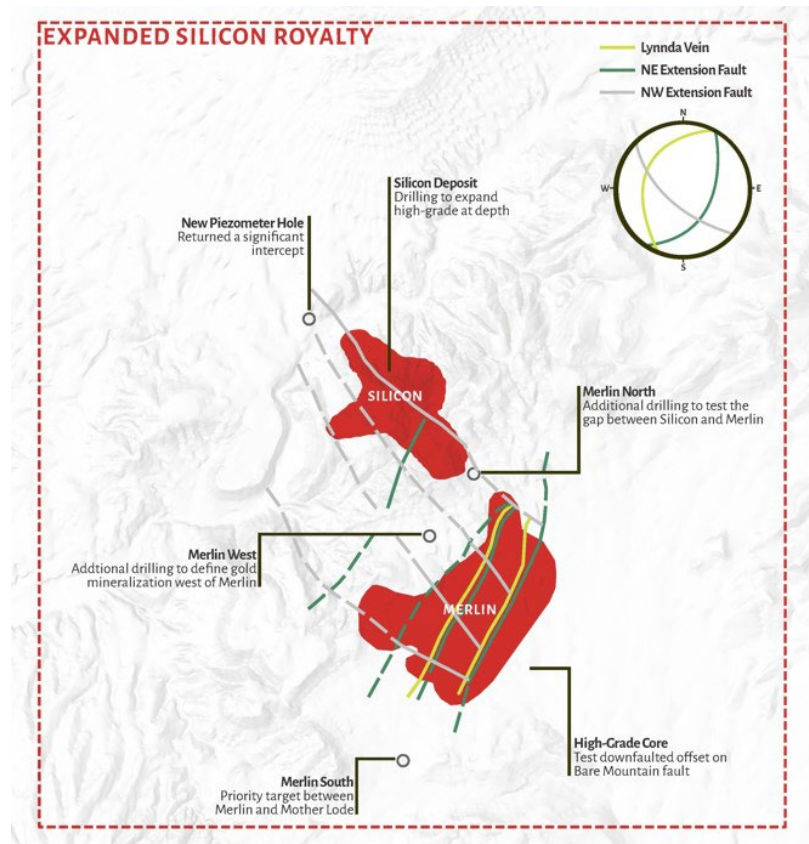 EXPANDED SILICON ROYALTY
Lynnda Vein
NE Extension Fault
NW Extension Fault
N
W
E
S
Silicon Deposit
Drilling to expand
high-grade at depth
New Piezometer Hole
Returned a significant
intercept
SILICON
Merlin North
Additional drilling to test the
gap between Silicon and Merlin
Merlin West
Addtional drilling to define gold
mineralization west of Merlin
MERLIN
High-Grade Core
Test downfaulted offset on
Bare Mountain fault
Merlin South
Priority target between
Merlin and Mother Lode